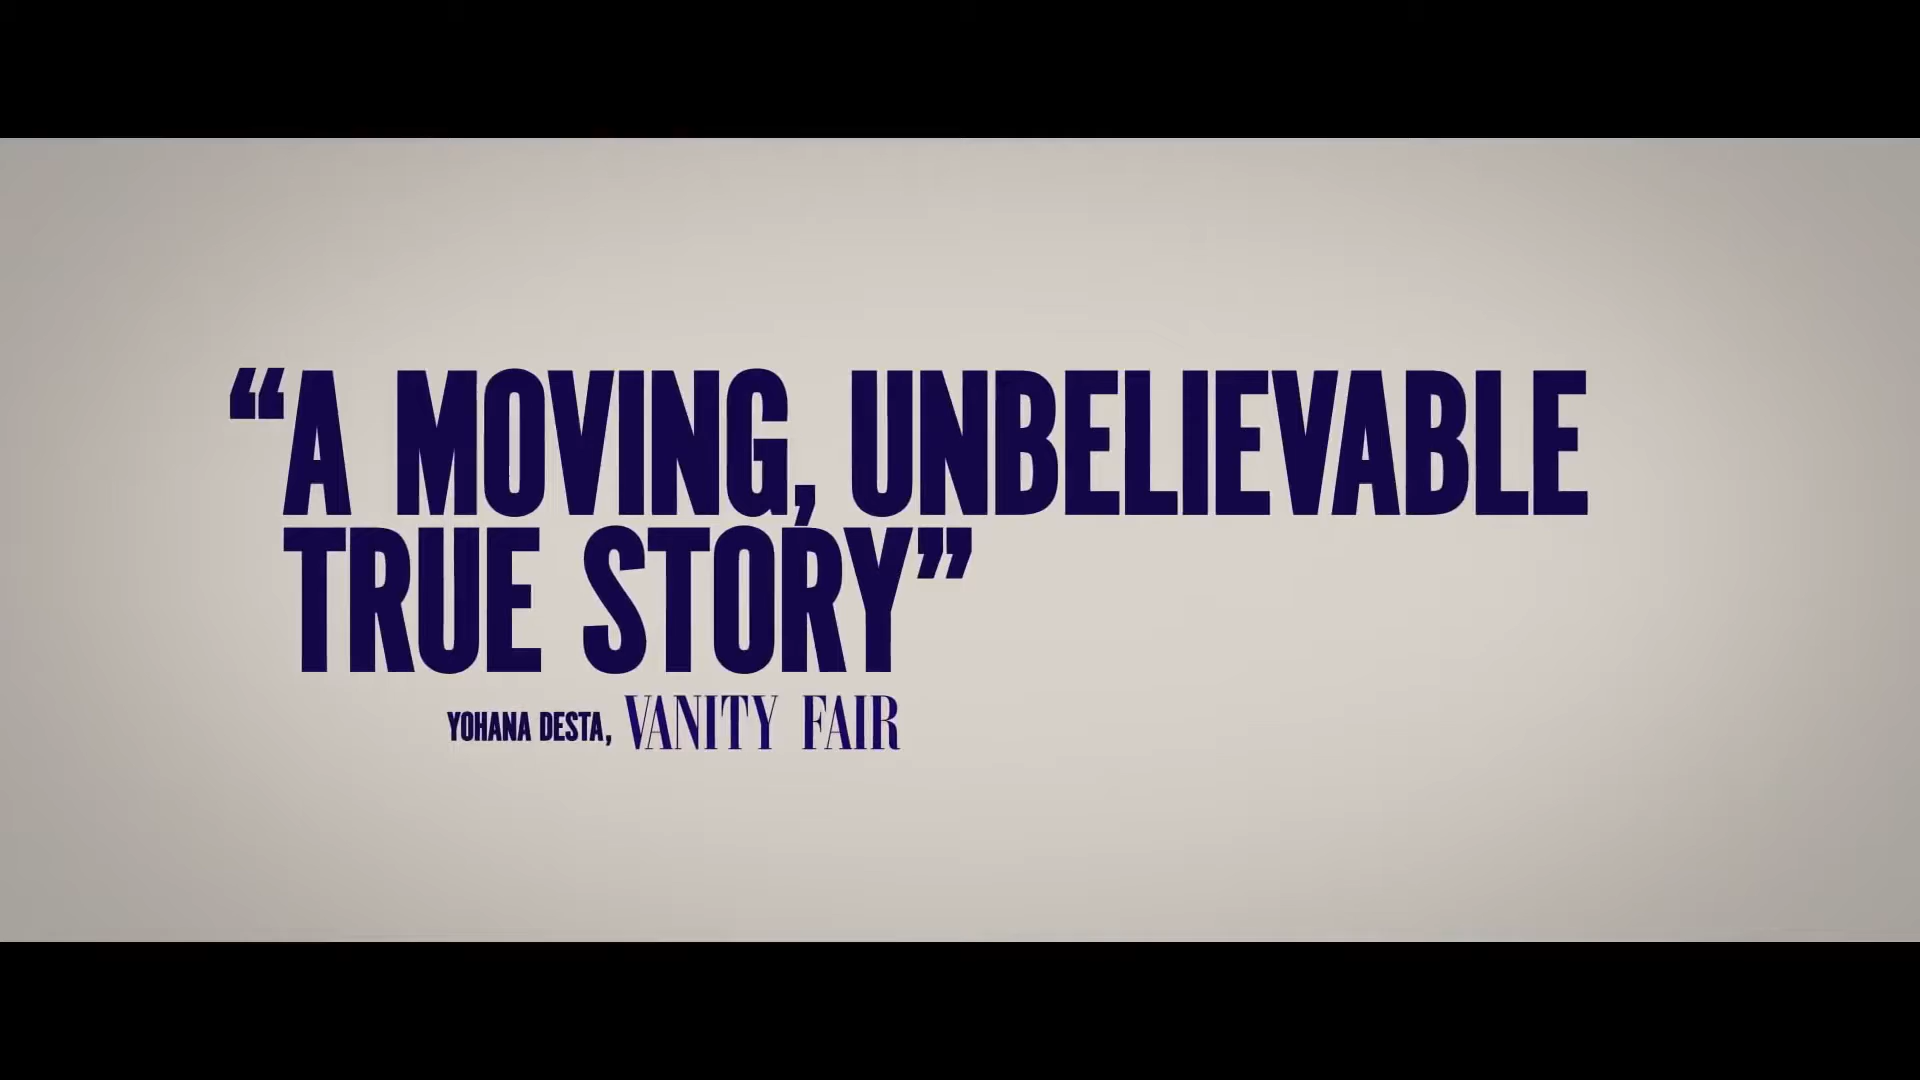 “A MOVING, UNBELIEVABLE
TRUE STORY”
YOHANA DESTA, VANITY FAIR